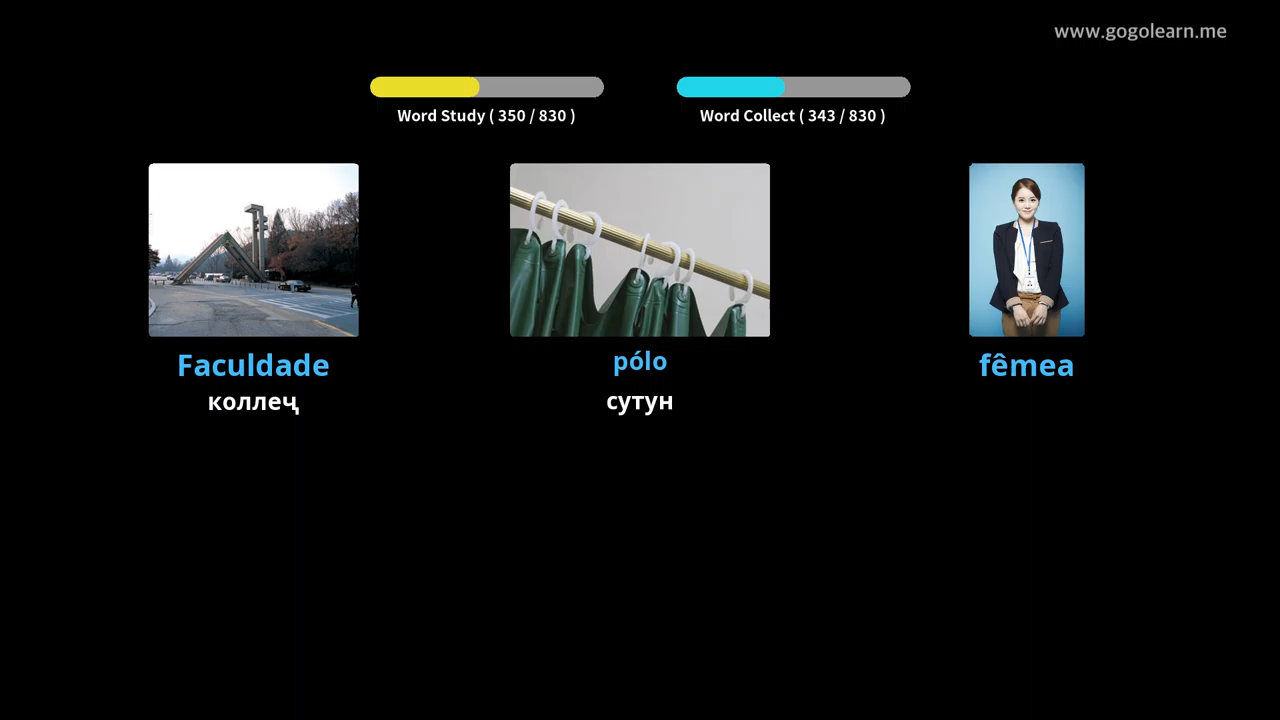 www.gogolearn.me
Word Study ( 350 / 830 )
Word Collect ( 343 / 830 )
Faculdade
pólo
fêmea
коллеҷ
сутун